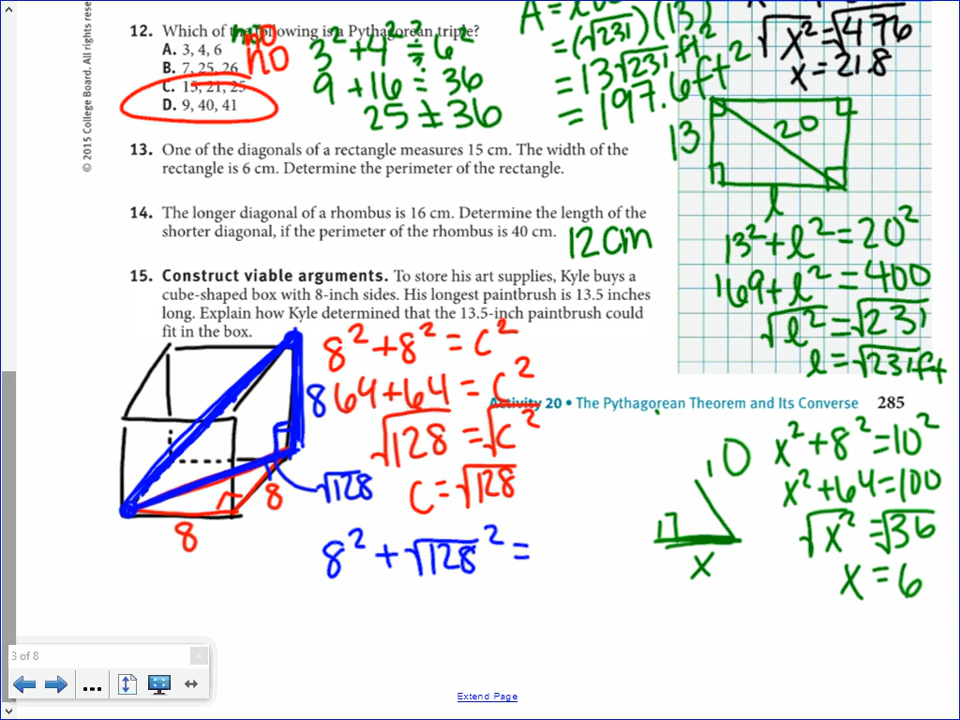 © 2015 College Board. All rights rese
12. Which of the following is a Pythagorean triple?
A. 3, 4, 6
B. 7, 25, 26
C. 15, 21, 25
D. 9, 40, 41
no
no
3² + 4² ≟ 6²
9 + 16 = 36
25 ≠ 36
= (√231)(13
= 13√231 ft²
= 197.6 ft²
√x² = √476
x = 21.8
13
20
l
13² + l² = 20²
169 + l² = 400
√l² = √231
l = √231 ft
13. One of the diagonals of a rectangle measures 15 cm. The width of the
rectangle is 6 cm. Determine the perimeter of the rectangle.
14. The longer diagonal of a rhombus is 16 cm. Determine the length of the
shorter diagonal, if the perimeter of the rhombus is 40 cm.
12 cm
15. Construct viable arguments. To store his art supplies, Kyle buys a
cube-shaped box with 8-inch sides. His longest paintbrush is 13.5 inches
long. Explain how Kyle determined that the 13.5-inch paintbrush could
fit in the box.
8
√128
8
8
8² + 8² = c²
64 + 64 = c²
√128 = √c²
c = √128
8² + √128² =
Activity 20 • The Pythagorean Theorem and Its Converse 285
10
x
x² + 8² = 10²
x² + 64 = 100
√x² = √36
x = 6
3 of 8
Extend Page